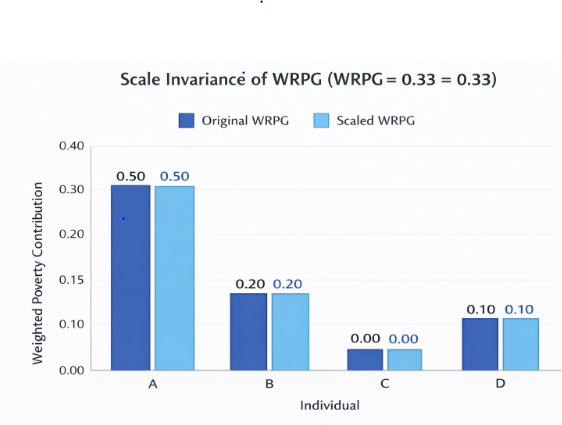 Scale Invariance of WRPG (WRPG = 0.33 = 0.33)
Original WRPG Scaled WRPG
Weighted Poverty Contribution
0.40
0.30
0.20
0.15
0.10
0.00
0.50 0.50
0.20 0.20
0.00 0.00
0.10 0.10
A B C D
Individual